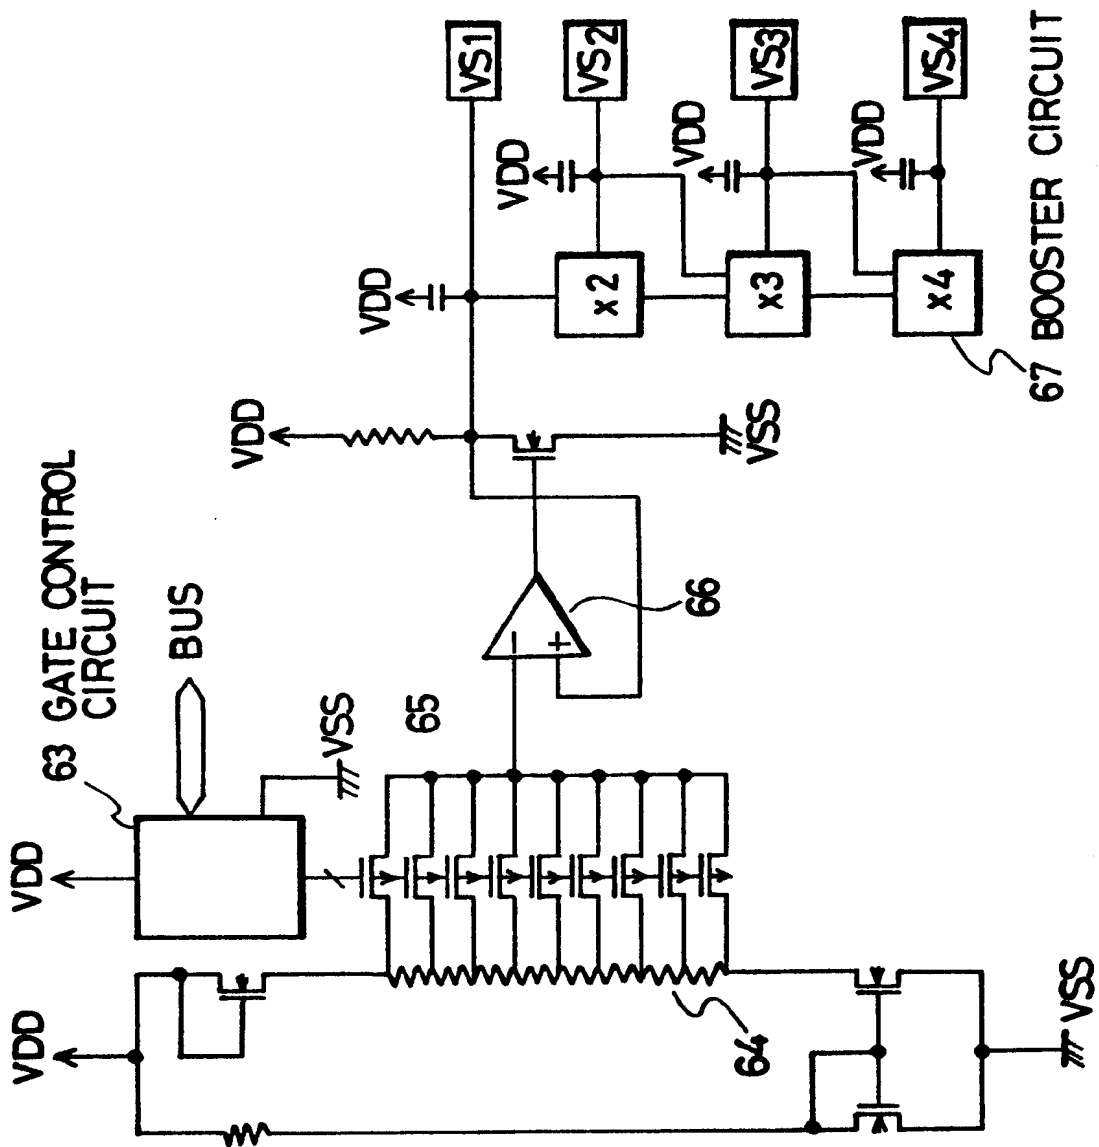 63 GATE CONTROL
CIRCUIT
BUS
VDD
VSS
65
VDD
64
VSS
66
VDD
VSS
VDD
VS1
x2
VDD
VS2
x3
VDD
VS3
x4
VDD
VS4
67 BOOSTER CIRCUIT